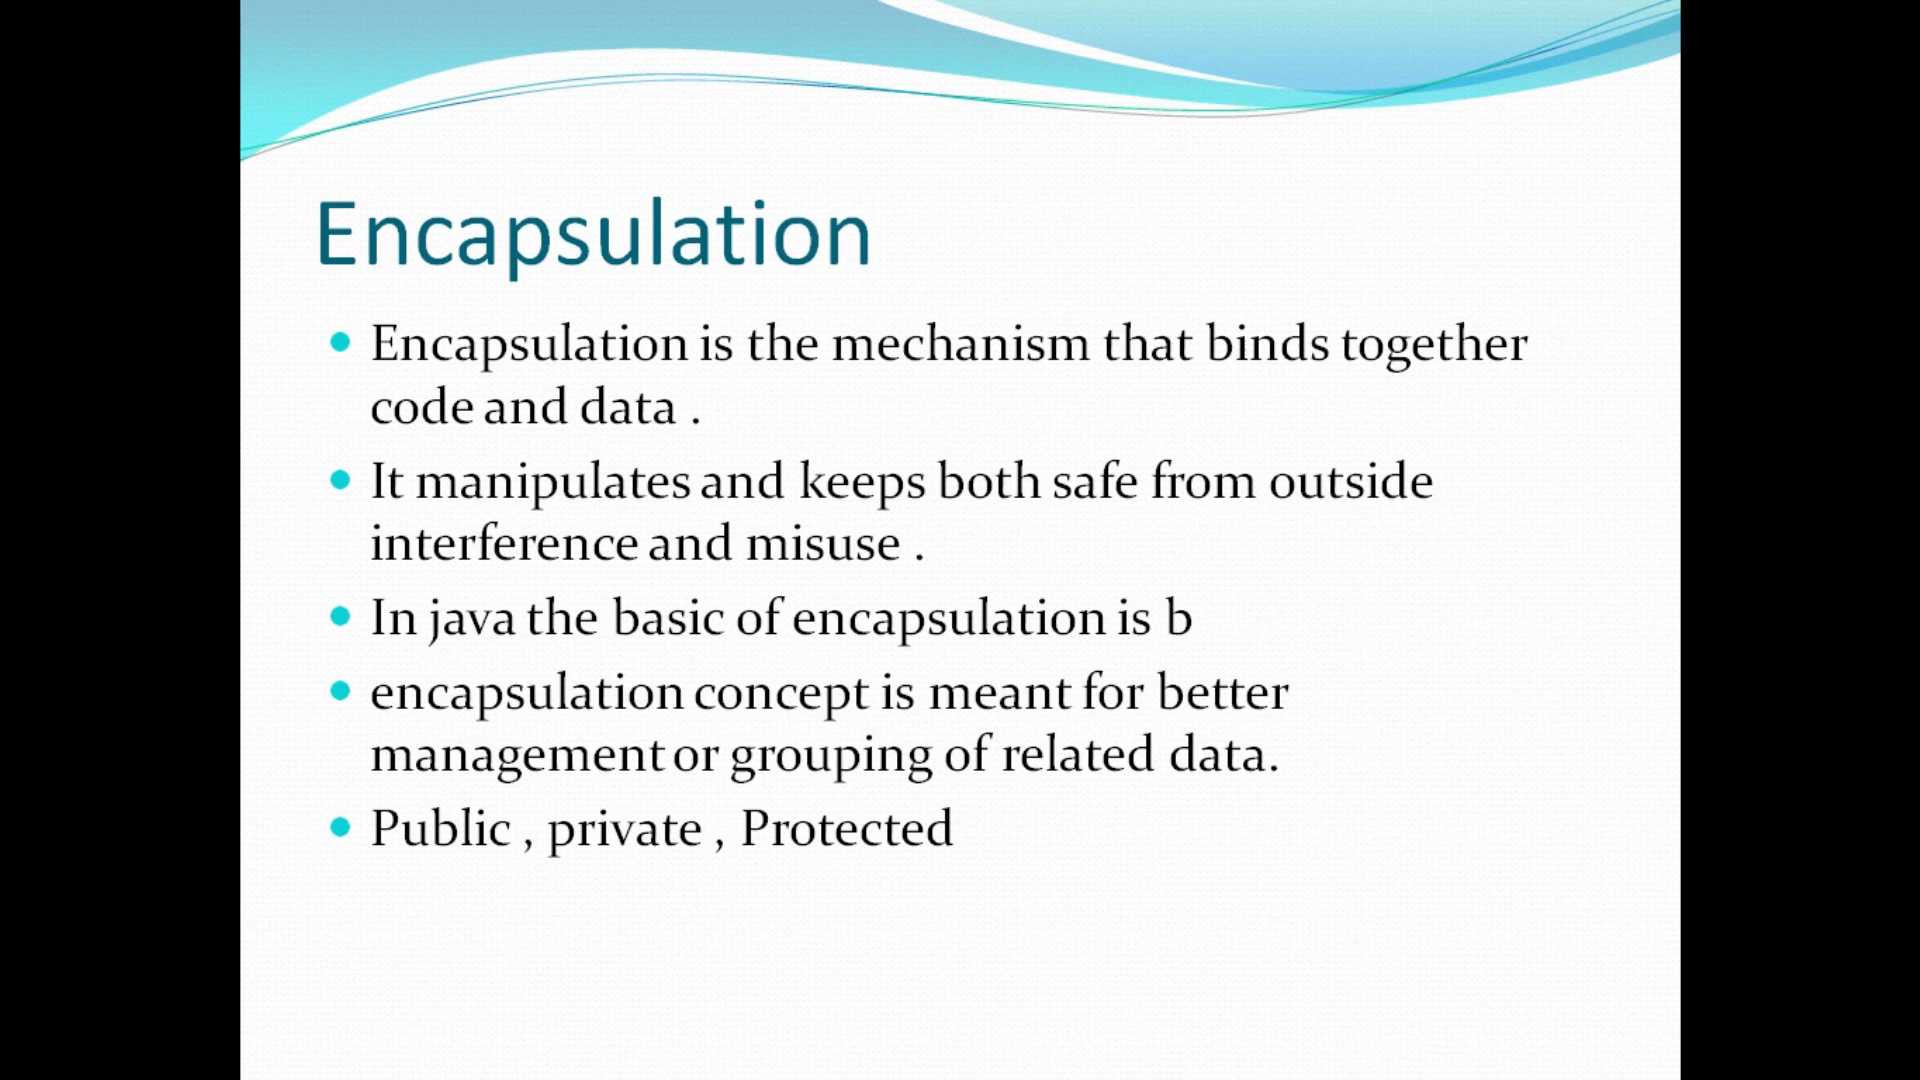 Encapsulation
Encapsulation is the mechanism that binds together
code and data .
It manipulates and keeps both safe from outside
interference and misuse .
In java the basic of encapsulation is b
encapsulation concept is meant for better
management or grouping of related data.
Public , private , Protected